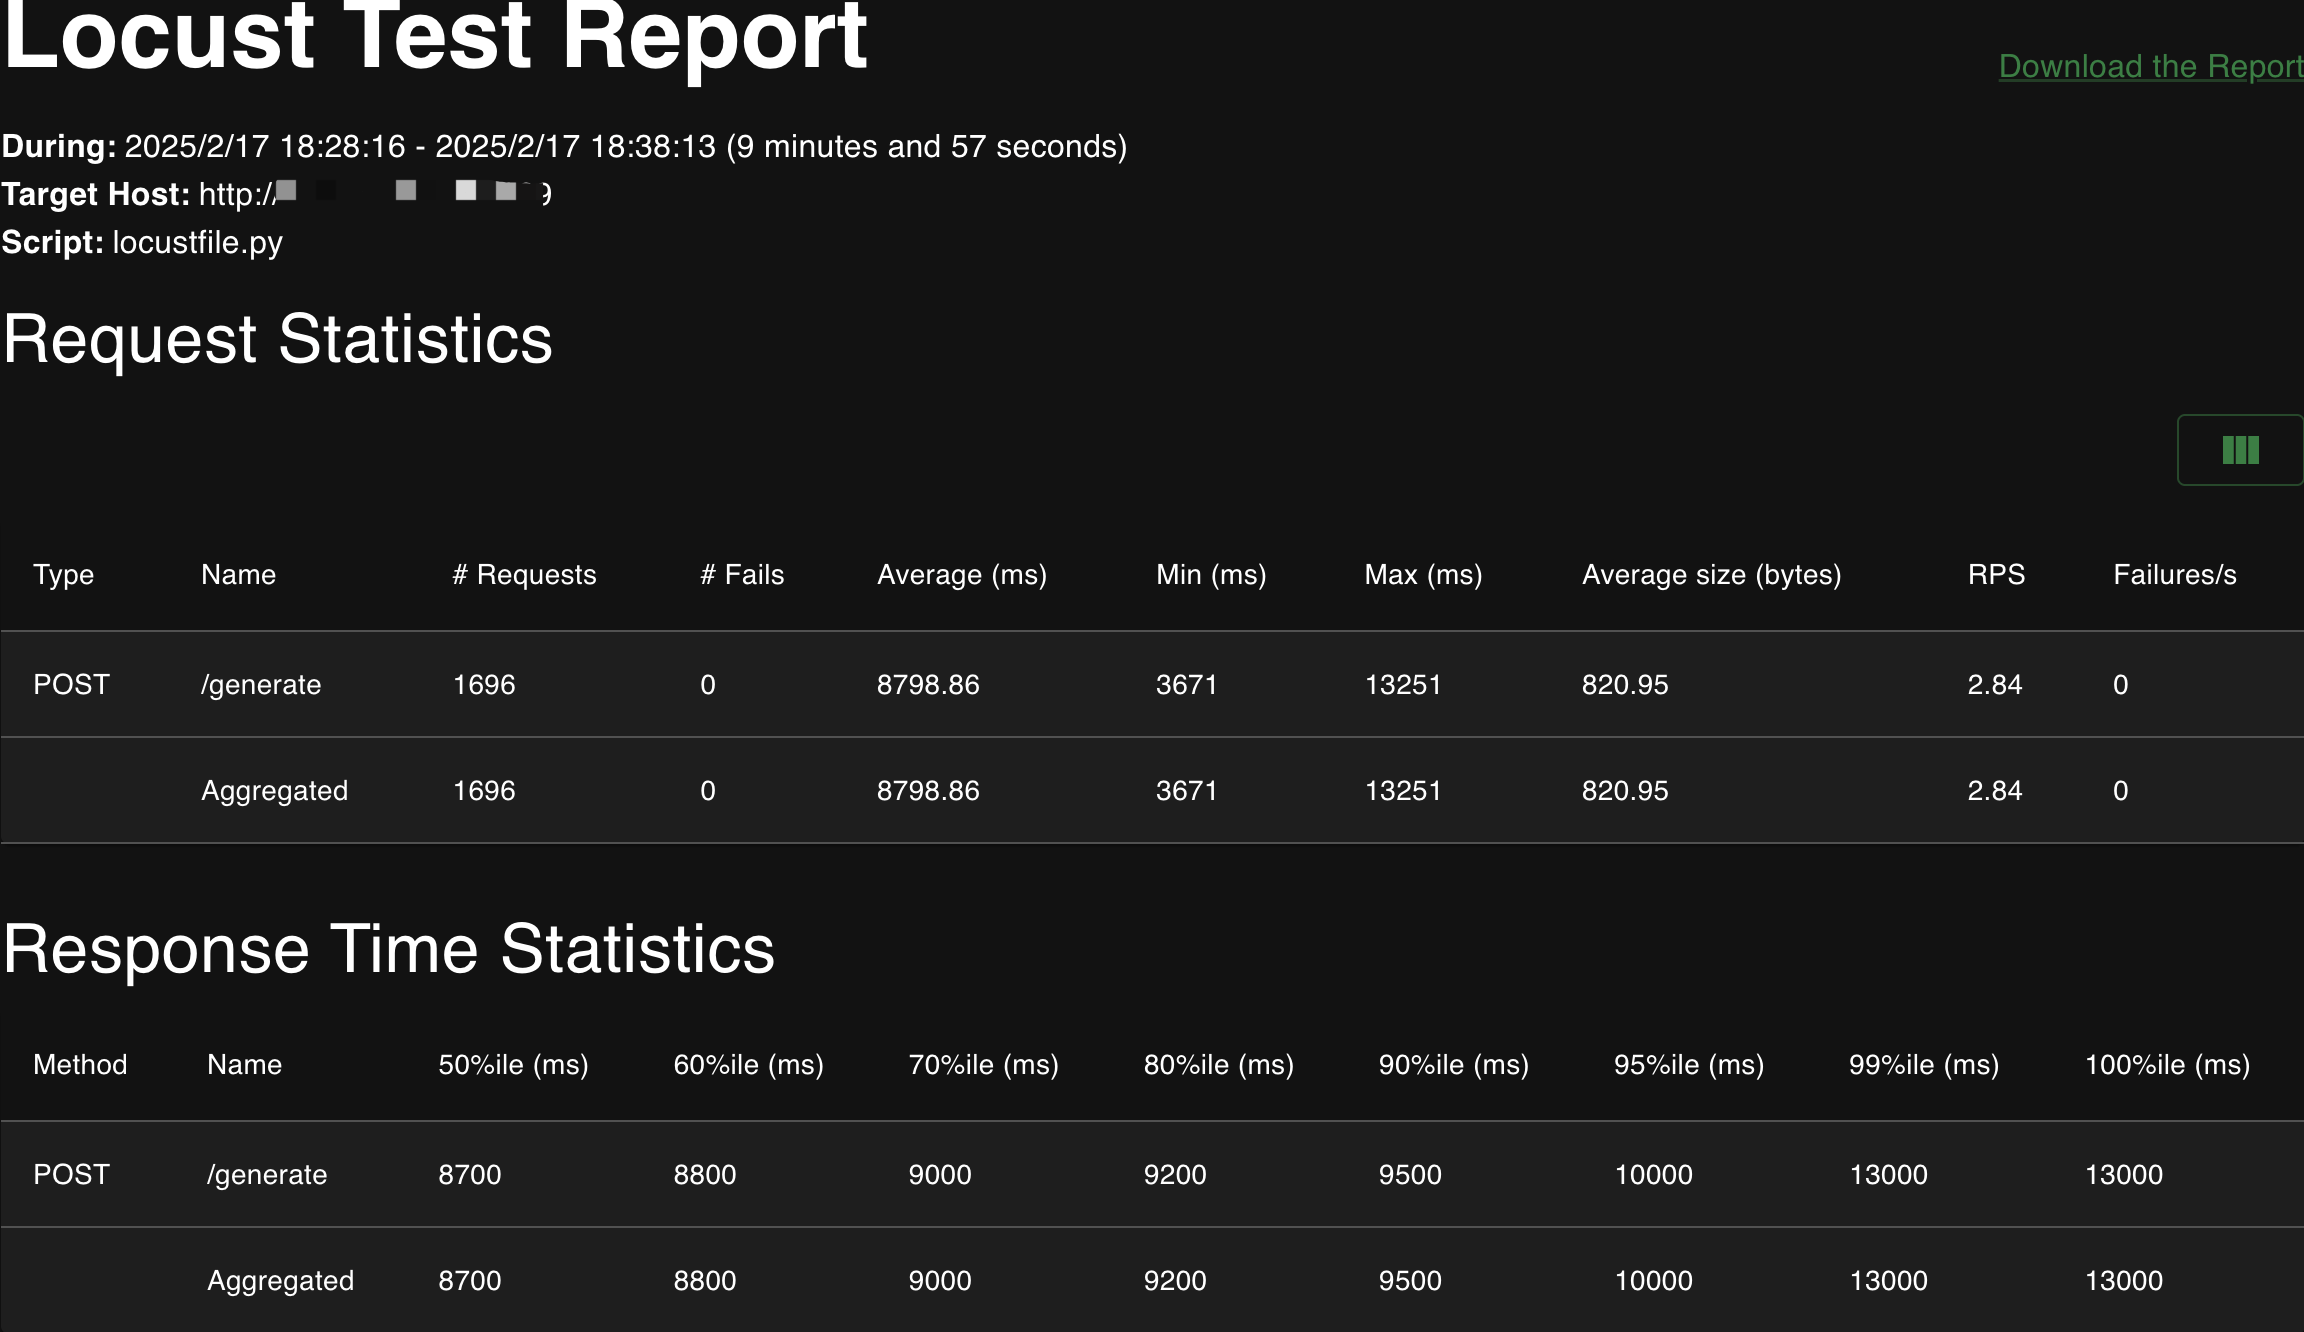 Locust Test Report
Download the Report
During: 2025/2/17 18:28:16 - 2025/2/17 18:38:13 (9 minutes and 57 seconds)
Target Host: http:/
Script: locustfile.py
Request Statistics
Type Name # Requests # Fails Average (ms) Min (ms) Max (ms) Average size (bytes) RPS Failures/s
POST /generate 1696 0 8798.86 3671 13251 820.95 2.84 0
Aggregated 1696 0 8798.86 3671 13251 820.95 2.84 0
Response Time Statistics
Method Name 50%ile (ms) 60%ile (ms) 70%ile (ms) 80%ile (ms) 90%ile (ms) 95%ile (ms) 99%ile (ms) 100%ile (ms)
POST /generate 8700 8800 9000 9200 9500 10000 13000 13000
Aggregated 8700 8800 9000 9200 9500 10000 13000 13000